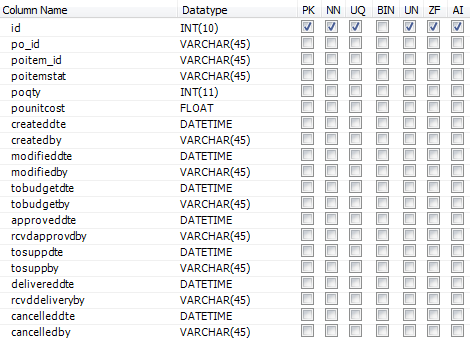 Column Name Datatype PK NN UQ BIN UN ZF AI
id INT(10)
po_id VARCHAR(45)
poitem_id VARCHAR(45)
poitemstat VARCHAR(45)
poqty INT(11)
pounitcost FLOAT
createddte DATETIME
createdby VARCHAR(45)
modifieddte DATETIME
modifiedby VARCHAR(45)
tobudgetdte DATETIME
tobudgetby VARCHAR(45)
approveddte DATETIME
rcvdapprovdby VARCHAR(45)
tosuppdte DATETIME
tosuppby VARCHAR(45)
delivereddte DATETIME
rcvddeliveryby VARCHAR(45)
cancelleddte DATETIME
cancelledby VARCHAR(45)